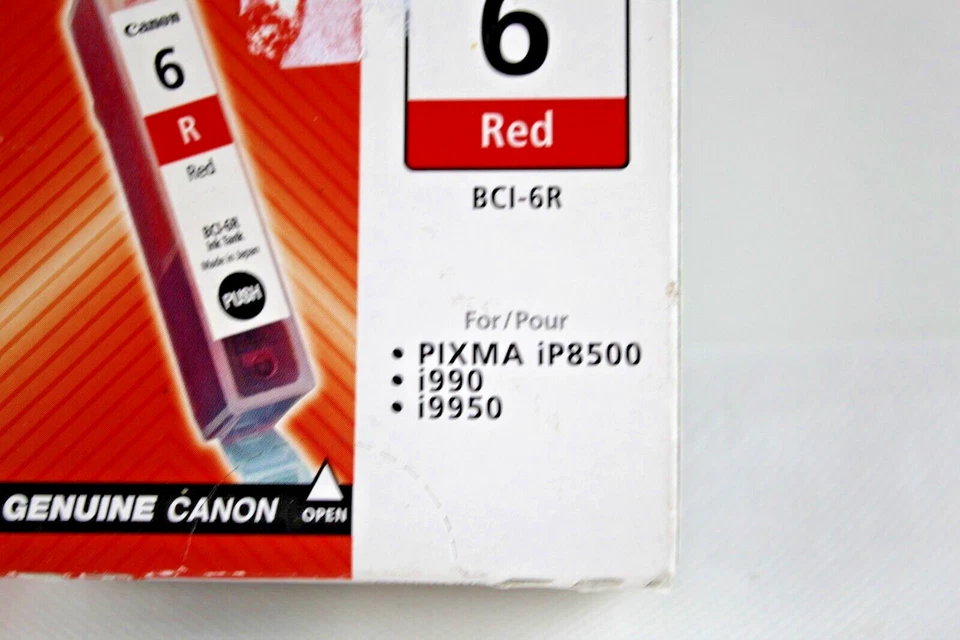 Canon
6
R
Red
BCI-6R
Ink Tank
Made in Japan
PUSH
GENUINE CANON
OPEN
6
Red
BCI-6R
For/Pour
• PIXMA iP8500
• i990
• i9950